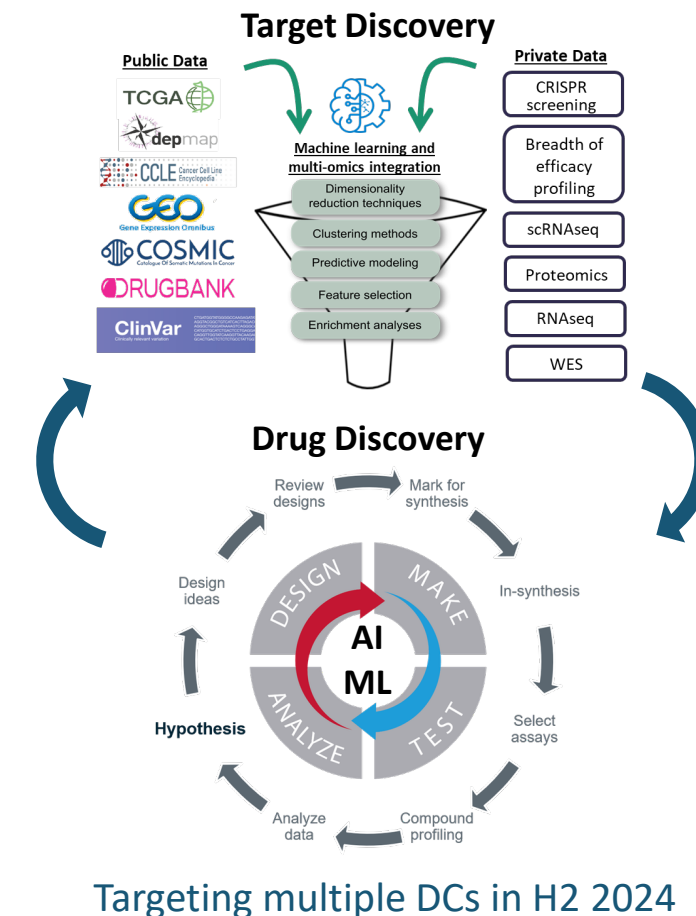 Target Discovery
Public Data
TCGA
depmap
CCLE Cancer Cell Line
Encyclopedia
GEO
Gene Expression Omnibus
COSMIC
Catalogue Of Somatic Mutations In Cancer
DRUGBANK
ClinVar
Clinically relevant variation
Machine learning and
multi-omics integration
Dimensionality
reduction techniques
Clustering methods
Predictive modeling
Feature selection
Enrichment analyses
Private Data
CRISPR
screening
Breadth of
efficacy
profiling
scRNAseq
Proteomics
RNAseq
WES
Drug Discovery
Review
designs
Mark for
synthesis
In-synthesis
Select
assays
Compound
profiling
Analyze
data
Hypothesis
Design
ideas
DESIGN
MAKE
TEST
ANALYZE
AI
ML
Targeting multiple DCs in H2 2024